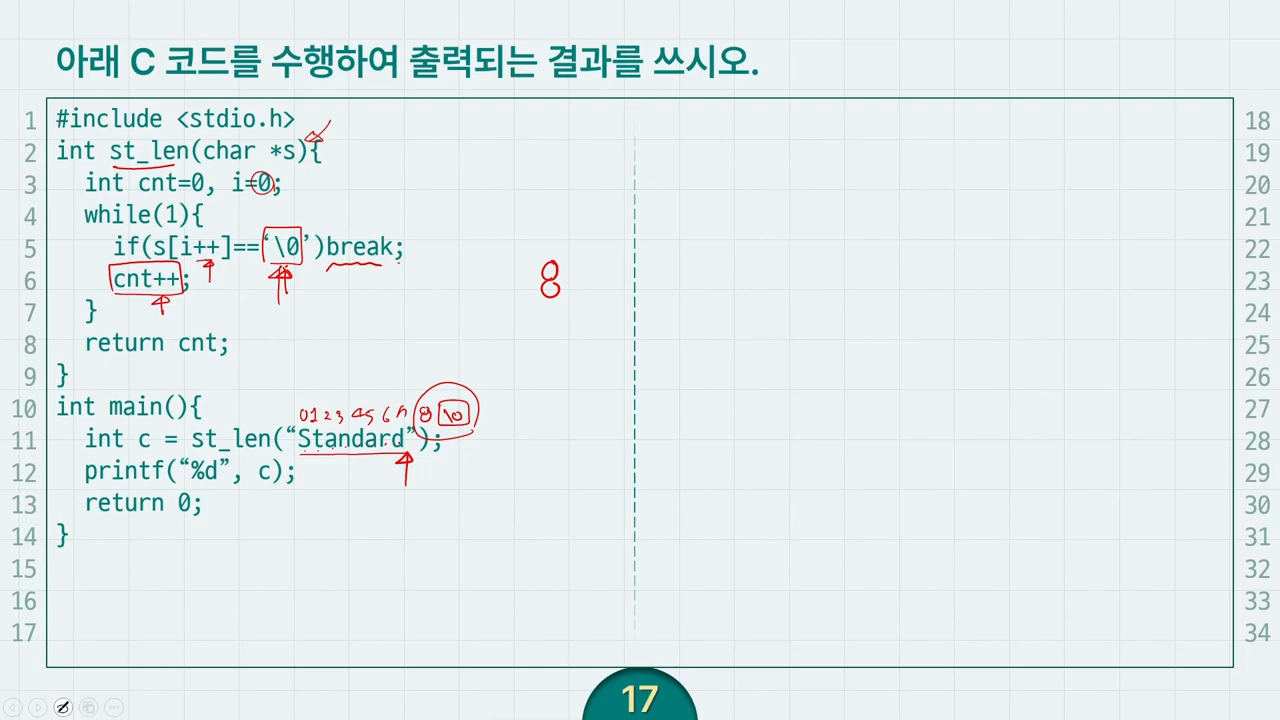 아래 C 코드를 수행하여 출력되는 결과를 쓰시오.
1 #include <stdio.h>
2 int st_len(char *s){
3 int cnt=0, i=0;
4 while(1){
5 if(s[i++]==‘\0’)break;
6 cnt++;
7 }
8 return cnt;
9 }
10 int main(){
0 1 2 3 4 5 6 7 8 \0
11 int c = st_len(“Standard”);
12 printf(“%d”, c);
13 return 0;
14 }
15
16
17
8
18
19
20
21
22
23
24
25
26
27
28
29
30
31
32
33
34
17